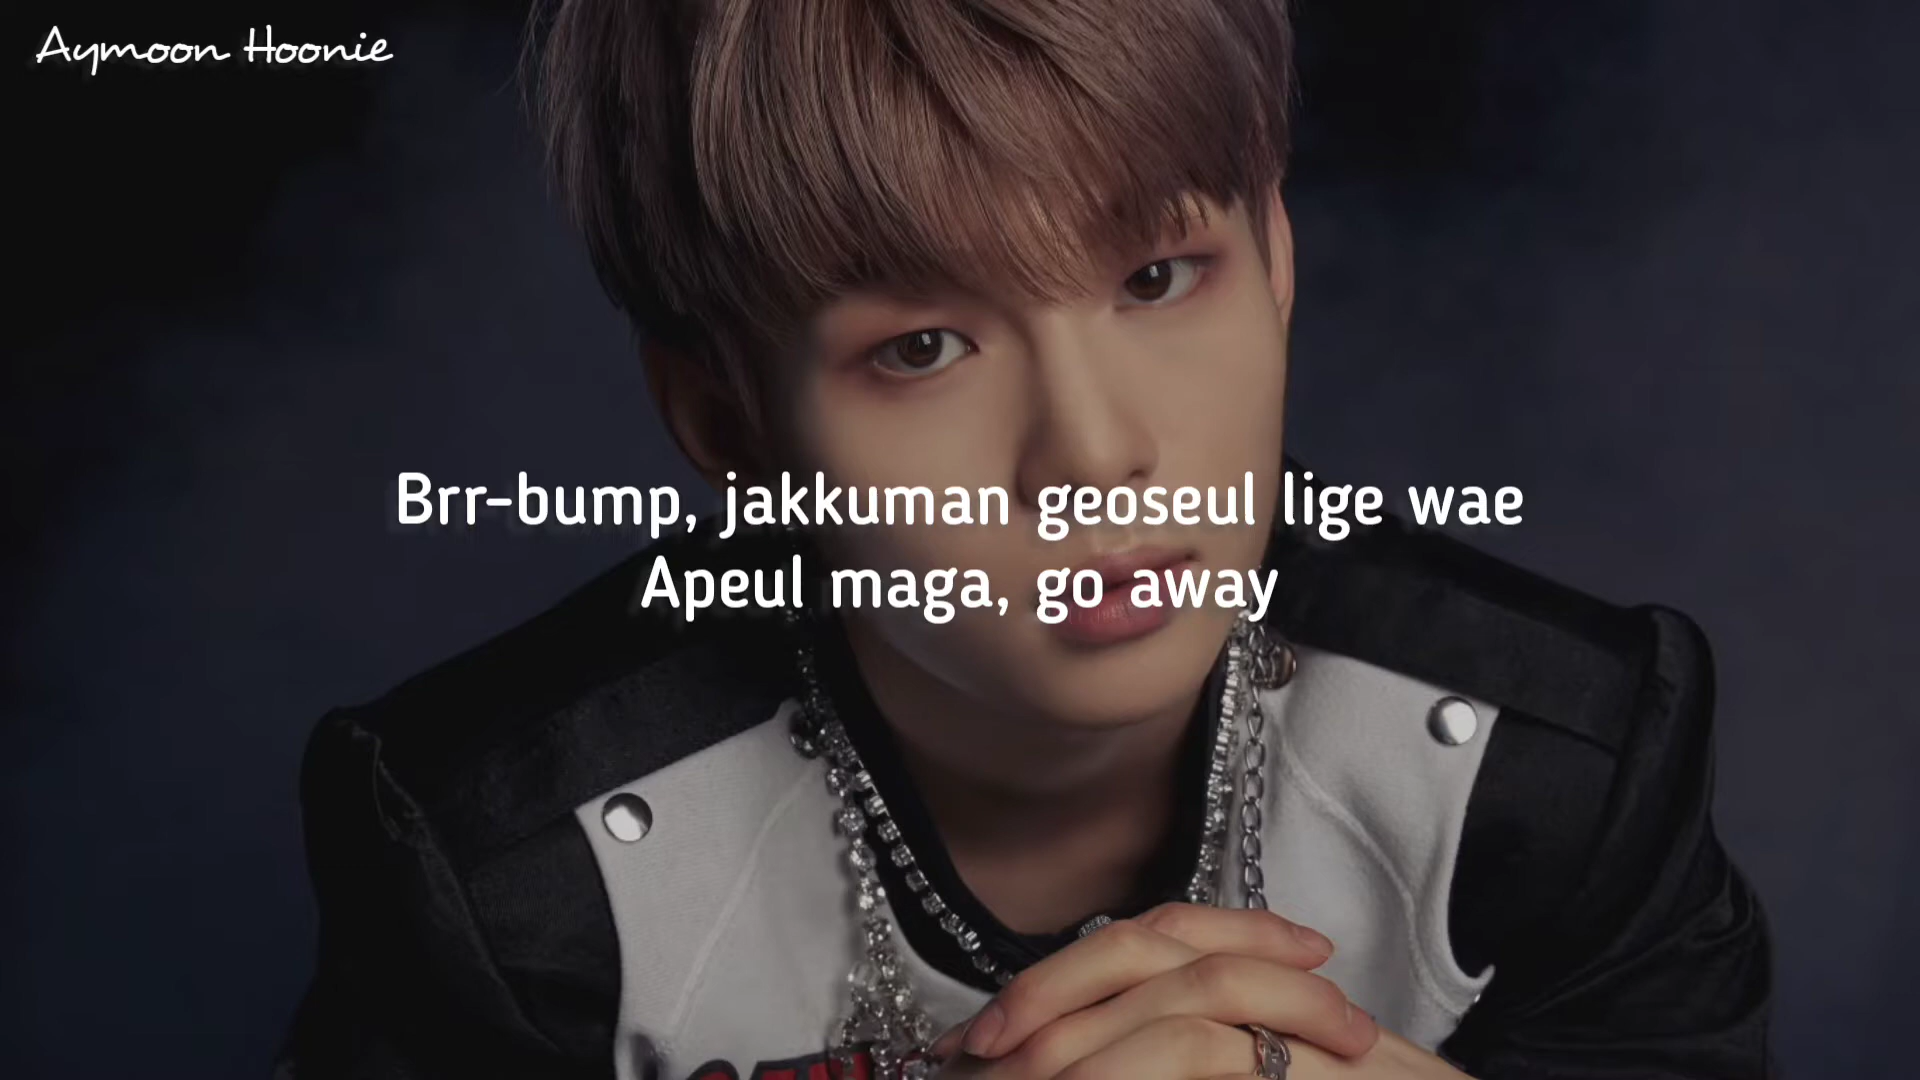 Aymoon Hoonie
Brr-bump, jakkuman geoseul lige wae
Apeul maga, go away